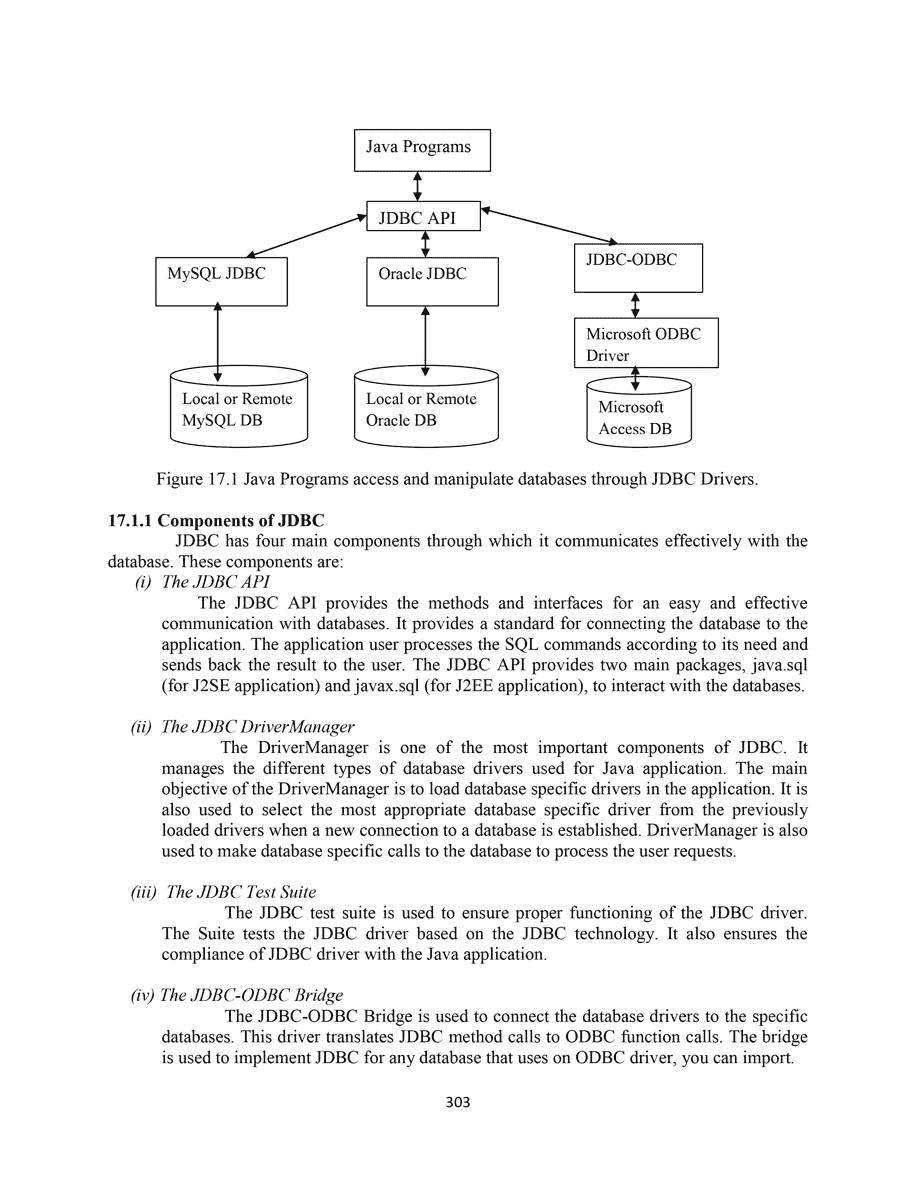 Java Programs
JDBC API
MySQL JDBC
Oracle JDBC
JDBC-ODBC
Microsoft ODBC
Driver
Local or Remote
MySQL DB
Local or Remote
Oracle DB
Microsoft
Access DB
Figure 17.1 Java Programs access and manipulate databases through JDBC Drivers.
17.1.1 Components of JDBC
JDBC has four main components through which it communicates effectively with the
database. These components are:
(i) The JDBC API
The JDBC API provides the methods and interfaces for an easy and effective
communication with databases. It provides a standard for connecting the database to the
application. The application user processes the SQL commands according to its need and
sends back the result to the user. The JDBC API provides two main packages, java.sql
(for J2SE application) and javax.sql (for J2EE application), to interact with the databases.
(ii) The JDBC DriverManager
The DriverManager is one of the most important components of JDBC. It
manages the different types of database drivers used for Java application. The main
objective of the DriverManager is to load database specific drivers in the application. It is
also used to select the most appropriate database specific driver from the previously
loaded drivers when a new connection to a database is established. DriverManager is also
used to make database specific calls to the database to process the user requests.
(iii) The JDBC Test Suite
The JDBC test suite is used to ensure proper functioning of the JDBC driver.
The Suite tests the JDBC driver based on the JDBC technology. It also ensures the
compliance of JDBC driver with the Java application.
(iv) The JDBC-ODBC Bridge
The JDBC-ODBC Bridge is used to connect the database drivers to the specific
databases. This driver translates JDBC method calls to ODBC function calls. The bridge
is used to implement JDBC for any database that uses on ODBC driver, you can import.
303